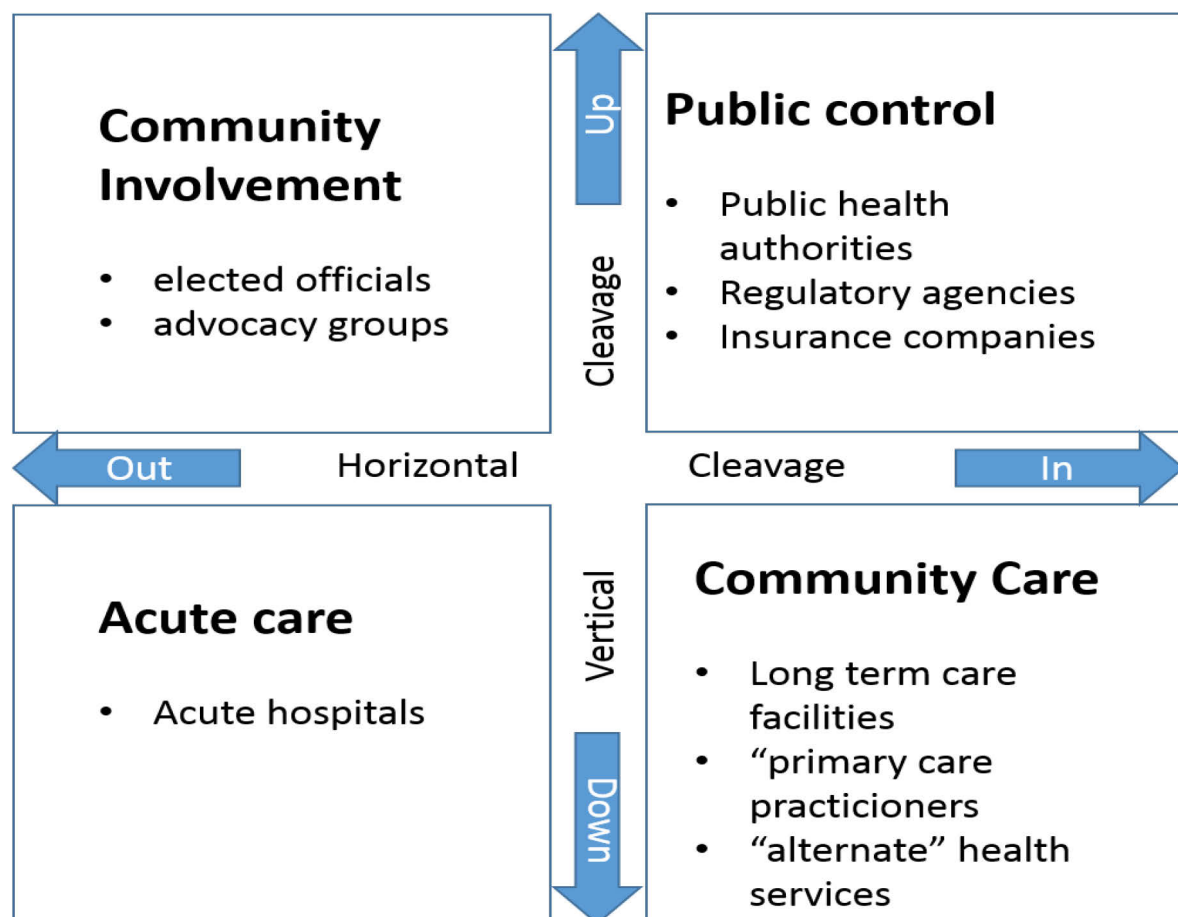 Community
Involvement
• elected officials
• advocacy groups
Up
Cleavage
Public control
• Public health
authorities
• Regulatory agencies
• Insurance companies
Out
Horizontal
Cleavage
In
Acute care
• Acute hospitals
Vertical
Down
Community Care
• Long term care
facilities
• “primary care
practicioners
• “alternate” health
services